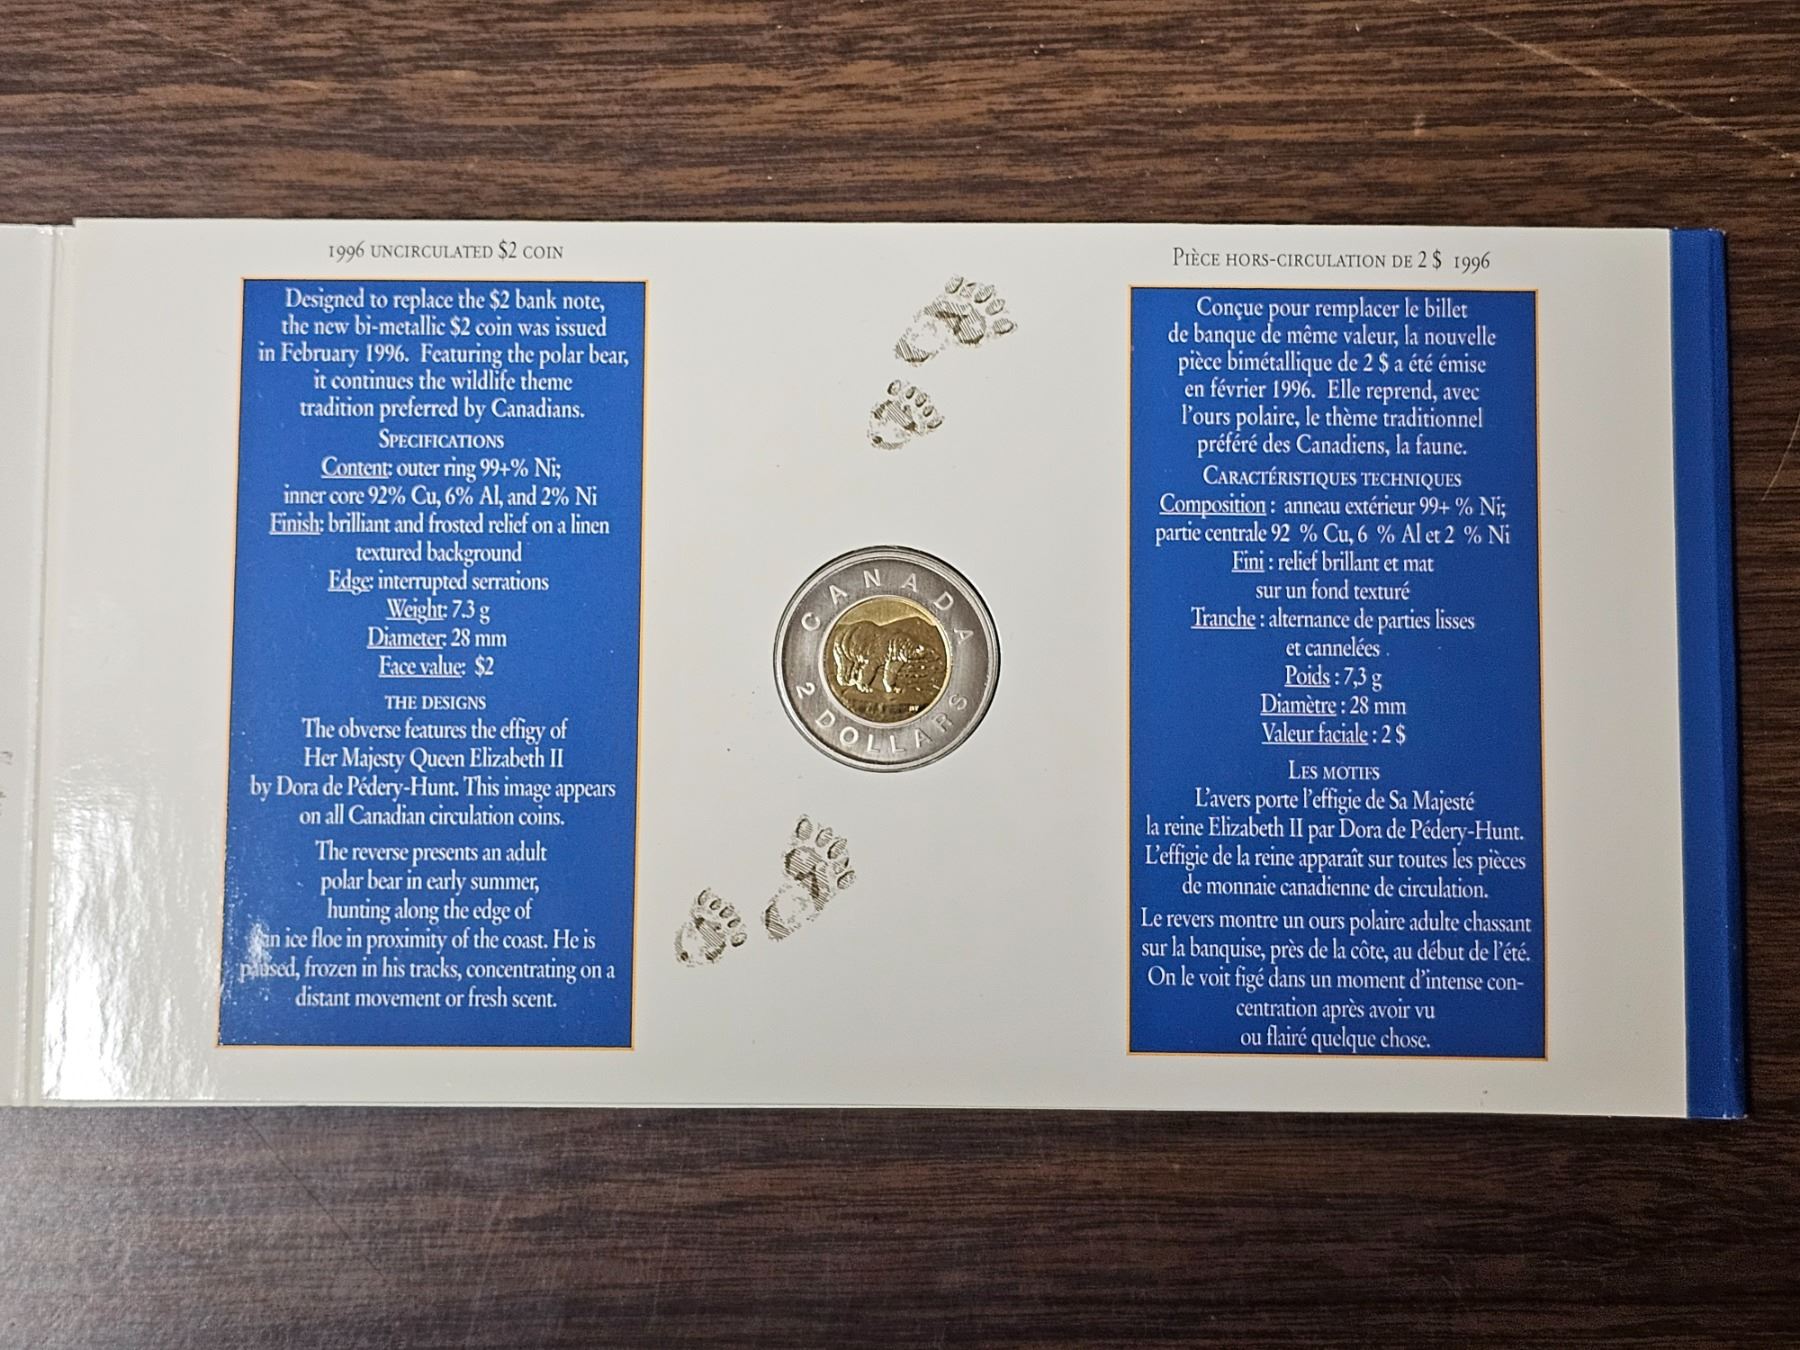 1996 UNCIRCULATED $2 COIN
Designed to replace the $2 bank note,
the new bi-metallic $2 coin was issued
in February 1996. Featuring the polar bear,
it continues the wildlife theme
tradition preferred by Canadians.
SPECIFICATIONS
Content: outer ring 99+% Ni;
inner core 92% Cu, 6% Al, and 2% Ni
Finish: brilliant and frosted relief on a linen
textured background
Edge: interrupted serrations
Weight: 7.3 g
Diameter: 28 mm
Face value: $2
THE DESIGNS
The obverse features the effigy of
Her Majesty Queen Elizabeth II
by Dora de Pédery-Hunt. This image appears
on all Canadian circulation coins.
The reverse presents an adult
polar bear in early summer,
hunting along the edge of
an ice floe in proximity of the coast. He is
paused, frozen in his tracks, concentrating on a
distant movement or fresh scent.
CANADA
2 DOLLARS
PIÈCE HORS-CIRCULATION DE 2 $ 1996
Conçue pour remplacer le billet
de banque de même valeur, la nouvelle
pièce bimétallique de 2 $ a été émise
en février 1996. Elle reprend, avec
l'ours polaire, le thème traditionnel
préféré des Canadiens, la faune.
CARACTÉRISTIQUES TECHNIQUES
Composition : anneau extérieur 99+ % Ni;
partie centrale 92 % Cu, 6 % Al et 2 % Ni
Fini : relief brillant et mat
sur un fond texturé
Tranche : alternance de parties lisses
et cannelées .
Poids : 7,3 g
Diamètre : 28 mm
Valeur faciale : 2 $
LES MOTIFS
L'avers porte l'effigie de Sa Majesté
la reine Elizabeth II par Dora de Pédery-Hunt.
L'effigie de la reine apparaît sur toutes les pièces
de monnaie canadienne de circulation.
Le revers montre un ours polaire adulte chassant
sur la banquise, près de la côte, au début de l'été.
On le voit figé dans un moment d'intense con-
centration après avoir vu
ou flairé quelque chose.